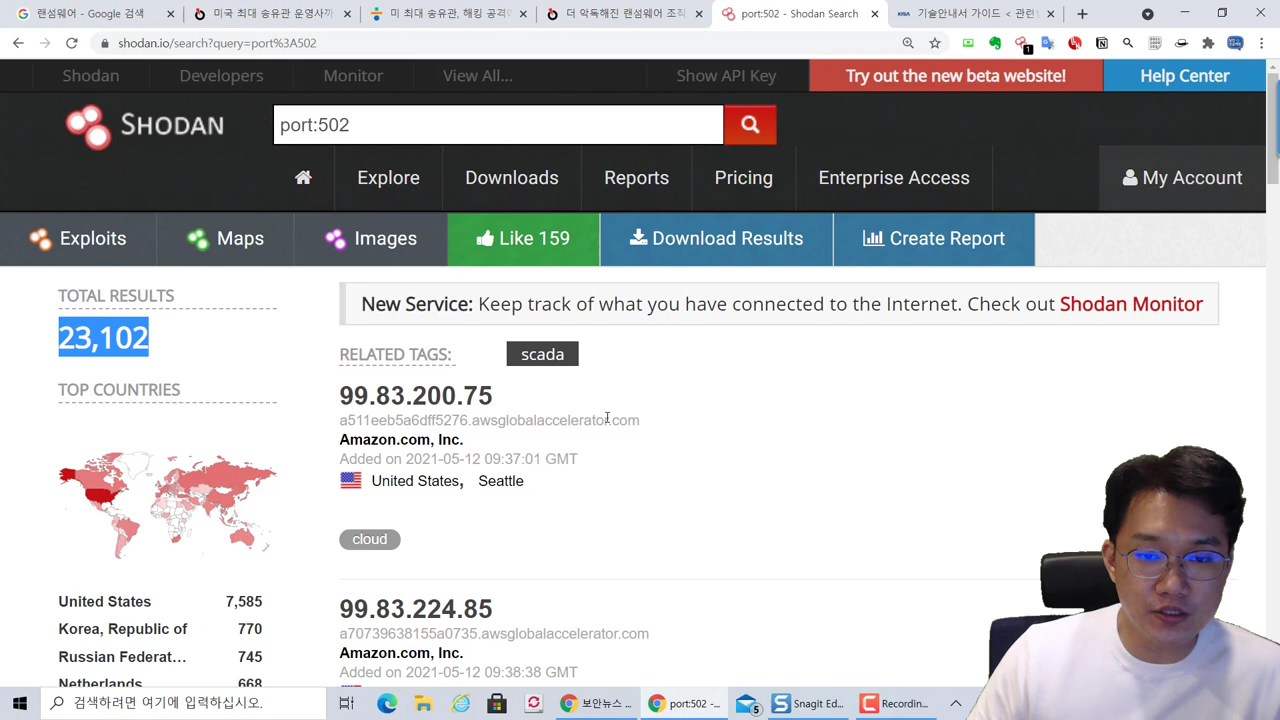 랜섬웨어 - Google 검색
미국 최대 송유관 운영사까
미 최대 송유관, 해킹 공격에
더 악독해진 랜섬웨어 조직
port:502 - Shodan Search
KISA 기술안내서 가이드 < 관련법
shodan.io/search?query=port%3A502
1
Shodan Developers Monitor View All... Show API Key Try out the new beta website! Help Center
SHODAN
port:502
Explore Downloads Reports Pricing Enterprise Access My Account
Exploits Maps Images Like 159 Download Results Create Report
TOTAL RESULTS
23,102
TOP COUNTRIES
United States 7,585
Korea, Republic of 770
Russian Federat... 745
Netherlands 668
New Service: Keep track of what you have connected to the Internet. Check out Shodan Monitor
RELATED TAGS: scada
99.83.200.75
a511eeb5a6dff5276.awsglobalaccelerator.com
Amazon.com, Inc.
Added on 2021-05-12 09:37:01 GMT
United States, Seattle
cloud
99.83.224.85
a70739638155a0735.awsglobalaccelerator.com
Amazon.com, Inc.
Added on 2021-05-12 09:38:38 GMT
검색하려면 여기에 입력하십시오.
보안뉴스 ...
port:502 -...
5
Snagit Ed...
Recordin...